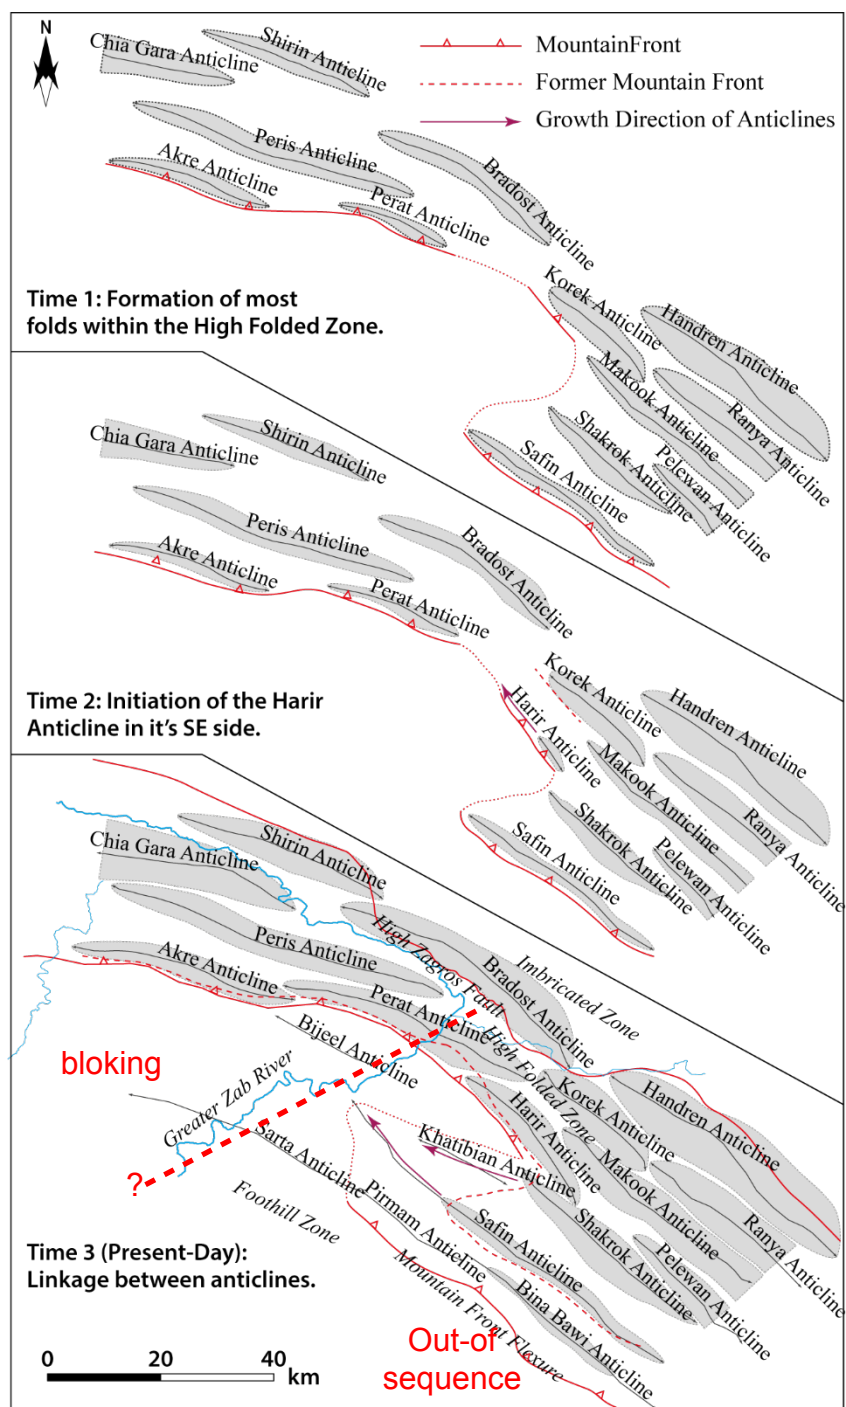 N
Chia Gara Anticline
Shirin Anticline
MountainFront
Former Mountain Front
Growth Direction of Anticlines
Peris Anticline
Akre Anticline
Bradost Anticline
Perat Anticline
Time 1: Formation of most
folds within the High Folded Zone.
Korek Anticline
Handren Anticline
Makook Anticline
Ranya Anticline
Shakrok Anticline
Pelewan Anticline
Safin Anticline
Chia Gara Anticline
Shirin Anticline
Peris Anticline
Akre Anticline
Bradost Anticline
Perat Anticline
Time 2: Initiation of the Harir
Anticline in it's SE side.
Harir Anticline
Korek Anticline
Handren Anticline
Makook Anticline
Ranya Anticline
Shakrok Anticline
Pelewan Anticline
Safin Anticline
Chia Gara Anticline
Shirin Anticline
Peris Anticline
High Zagros Fault
Bradost Anticline
Imbricated Zone
Akre Anticline
Perat Anticline
Bijeel Anticline
High Folded Zone
bloking
Greater Zab River
Korek Anticline
Handren Anticline
Harir Anticline
Khatibian Anticline
Makook Anticline
Sarta Anticline
?
Foothill Zone
Pirmam Anticline
Safin Anticline
Shakrok Anticline
Ranya Anticline
Pelewan Anticline
Time 3 (Present-Day):
Linkage between anticlines.
Mountain Front Flexure
Bina Bawi Anticline
Out-of
sequence
0 20 40
km